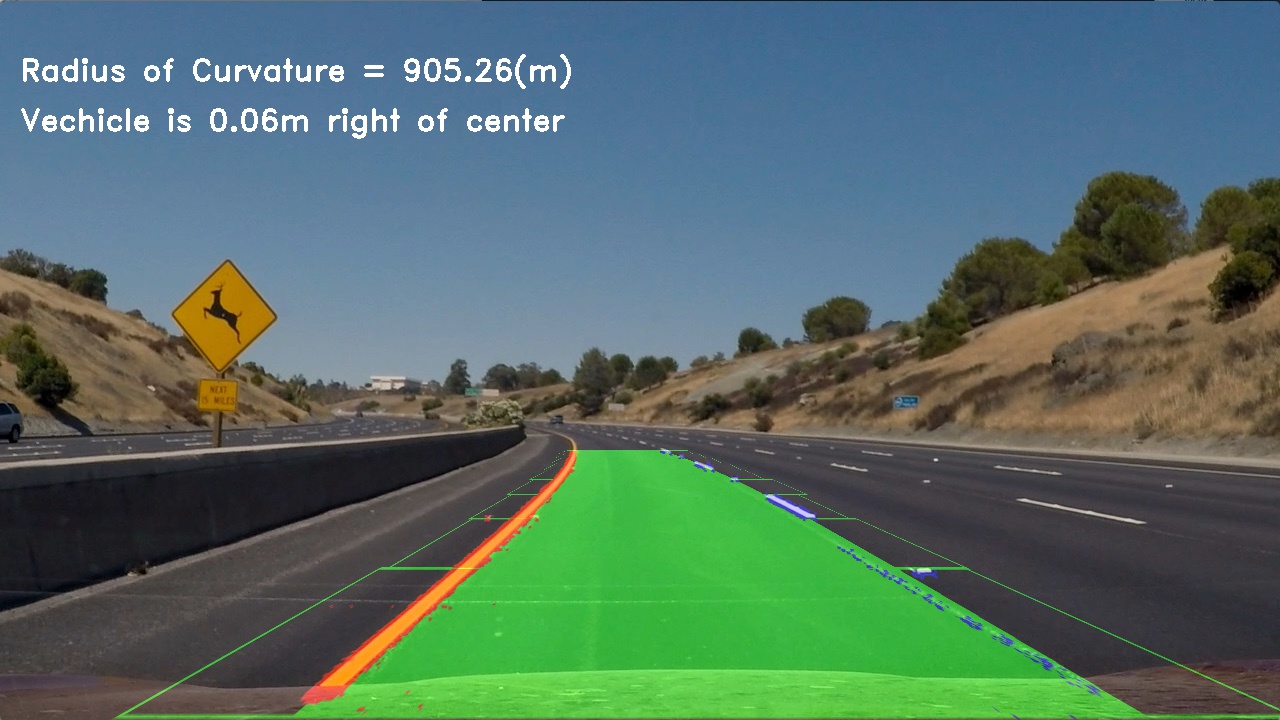 Radius of Curvature = 905.26(m)
Vechicle is 0.06m right of center
NEXT
15 MILES